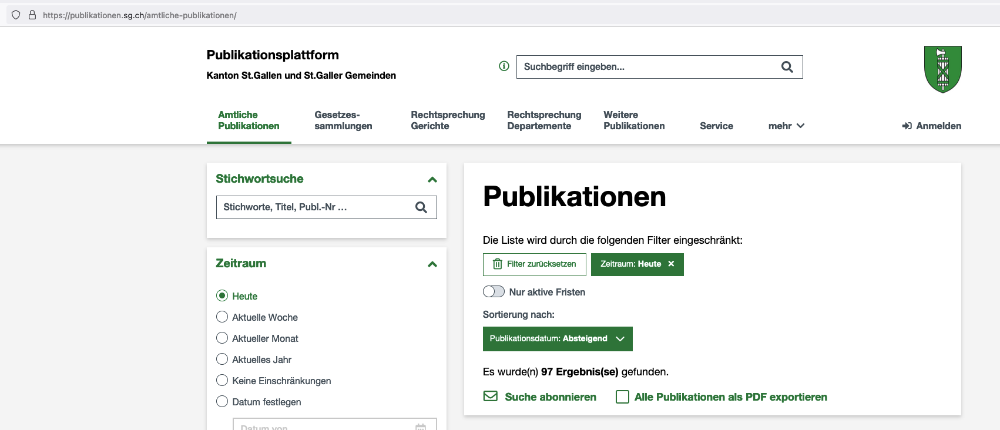 https://publikationen.sg.ch/amtliche-publikationen/
Publikationsplattform
Kanton St.Gallen und St.Galler Gemeinden
Suchbegriff eingeben...
Amtliche
Publikationen
Gesetzes-
sammlungen
Rechtsprechung
Gerichte
Rechtsprechung
Departemente
Weitere
Publikationen
Service
mehr
Anmelden
Stichwortsuche
Stichworte, Titel, Publ.-Nr ...
Zeitraum
Heute
Aktuelle Woche
Aktueller Monat
Aktuelles Jahr
Keine Einschränkungen
Datum festlegen
Datum von
Publikationen
Die Liste wird durch die folgenden Filter eingeschränkt:
Filter zurücksetzen
Zeitraum: Heute
Nur aktive Fristen
Sortierung nach:
Publikationsdatum: Absteigend
Es wurde(n) 97 Ergebnis(se) gefunden.
Suche abonnieren
Alle Publikationen als PDF exportieren